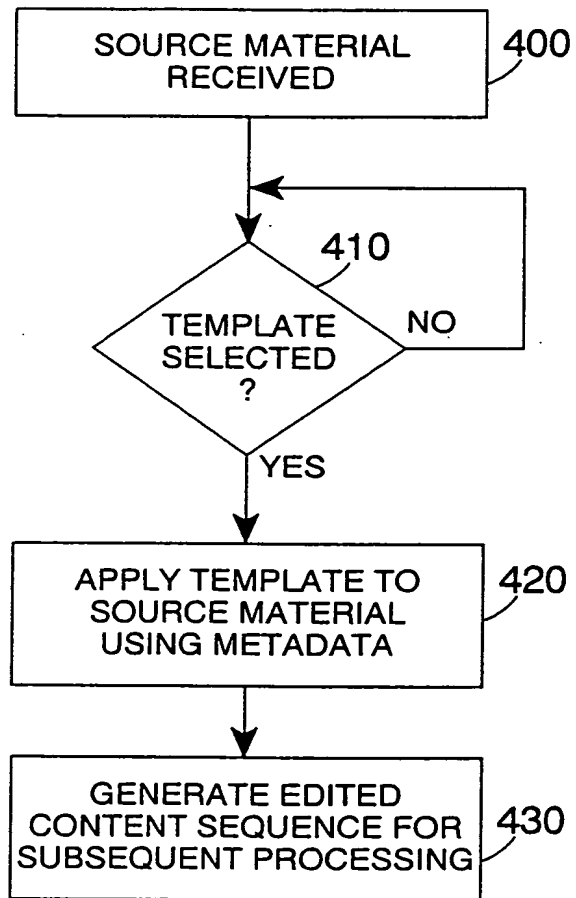 SOURCE MATERIAL
RECEIVED
400
410
TEMPLATE
SELECTED
?
NO
YES
APPLY TEMPLATE TO
SOURCE MATERIAL
USING METADATA
420
GENERATE EDITED
CONTENT SEQUENCE FOR
SUBSEQUENT PROCESSING
430